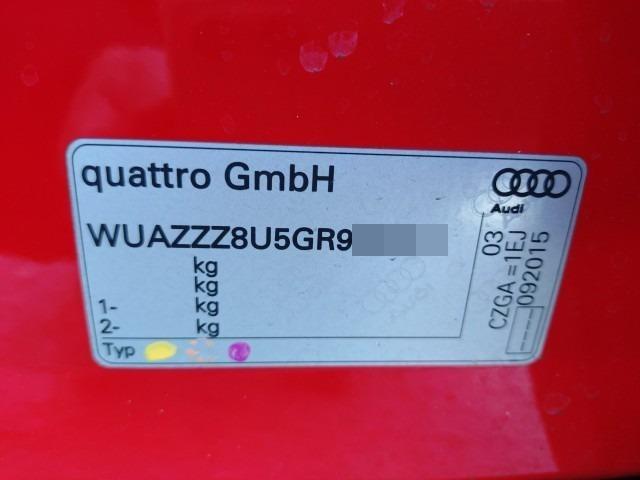 quattro GmbH
Audi
WUAZZZ8U5GR9
kg
kg
1- kg
2- kg
Typ
03
CZGA =1EJ
---092015